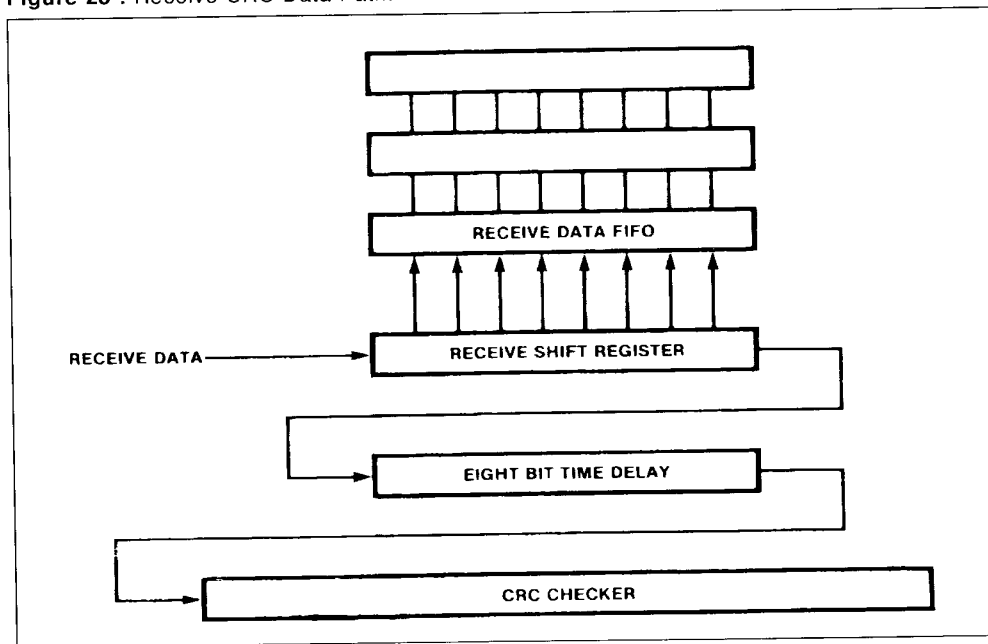 RECEIVE DATA FIFO
RECEIVE DATA
RECEIVE SHIFT REGISTER
EIGHT BIT TIME DELAY
CRC CHECKER